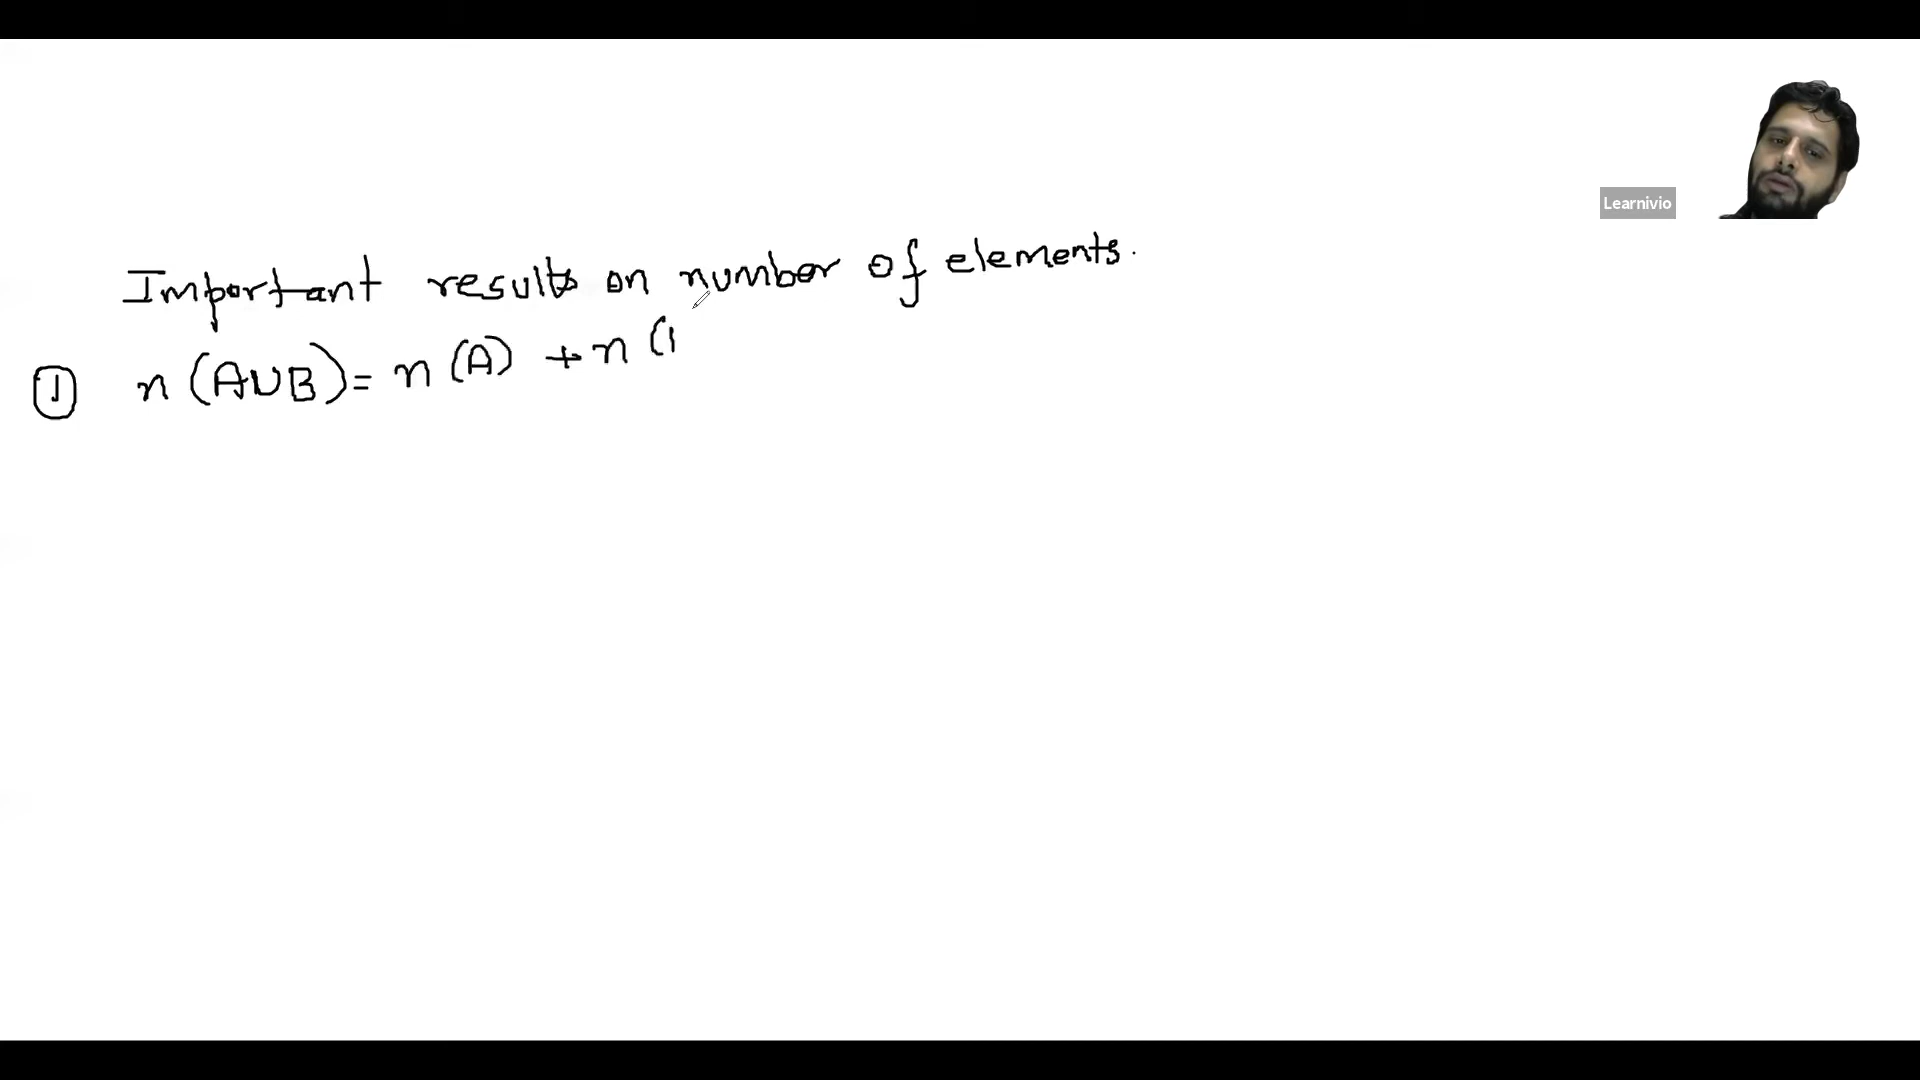 Learnivio
Important results on number of elements.
① n (A∪B) = n (A) + n (